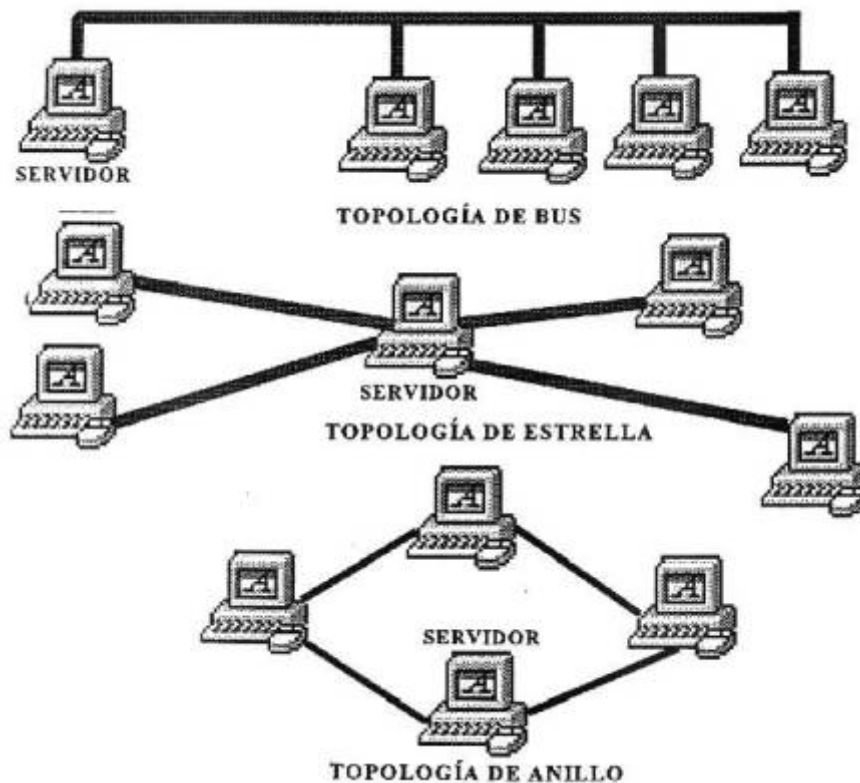 SERVIDOR
TOPOLOGÍA DE BUS
SERVIDOR
TOPOLOGÍA DE ESTRELLA
SERVIDOR
TOPOLOGÍA DE ANILLO